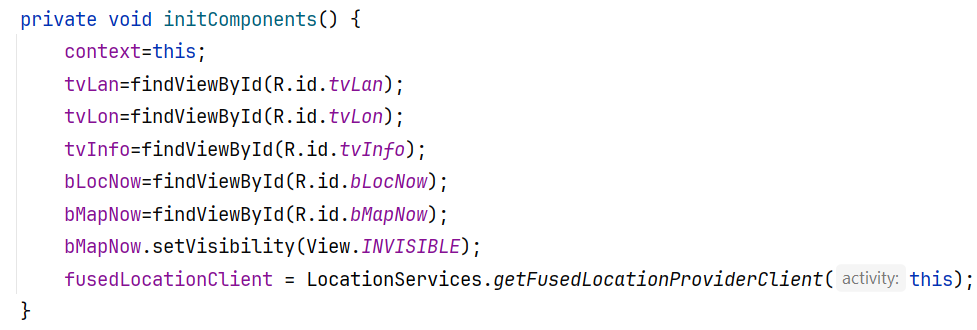 private void initComponents() {
    context=this;
    tvLan=findViewById(R.id.tvLan);
    tvLon=findViewById(R.id.tvLon);
    tvInfo=findViewById(R.id.tvInfo);
    bLocNow=findViewById(R.id.bLocNow);
    bMapNow=findViewById(R.id.bMapNow);
    bMapNow.setVisibility(View.INVISIBLE);
    fusedLocationClient = LocationServices.getFusedLocationProviderClient( activity: this);
}